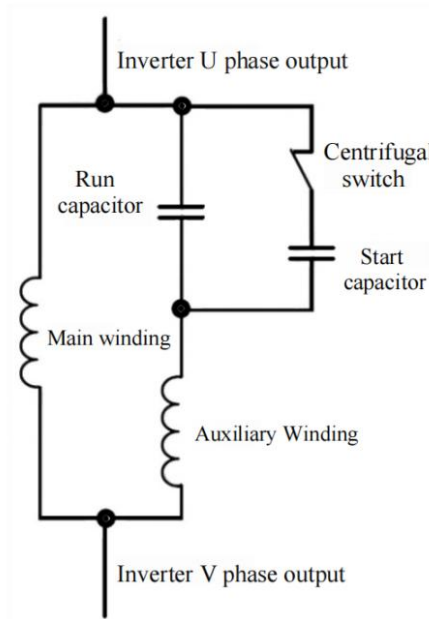 Inverter U phase output
Centrifugal
switch
Run
capacitor
Start
capacitor
Main winding
Auxiliary Winding
Inverter V phase output